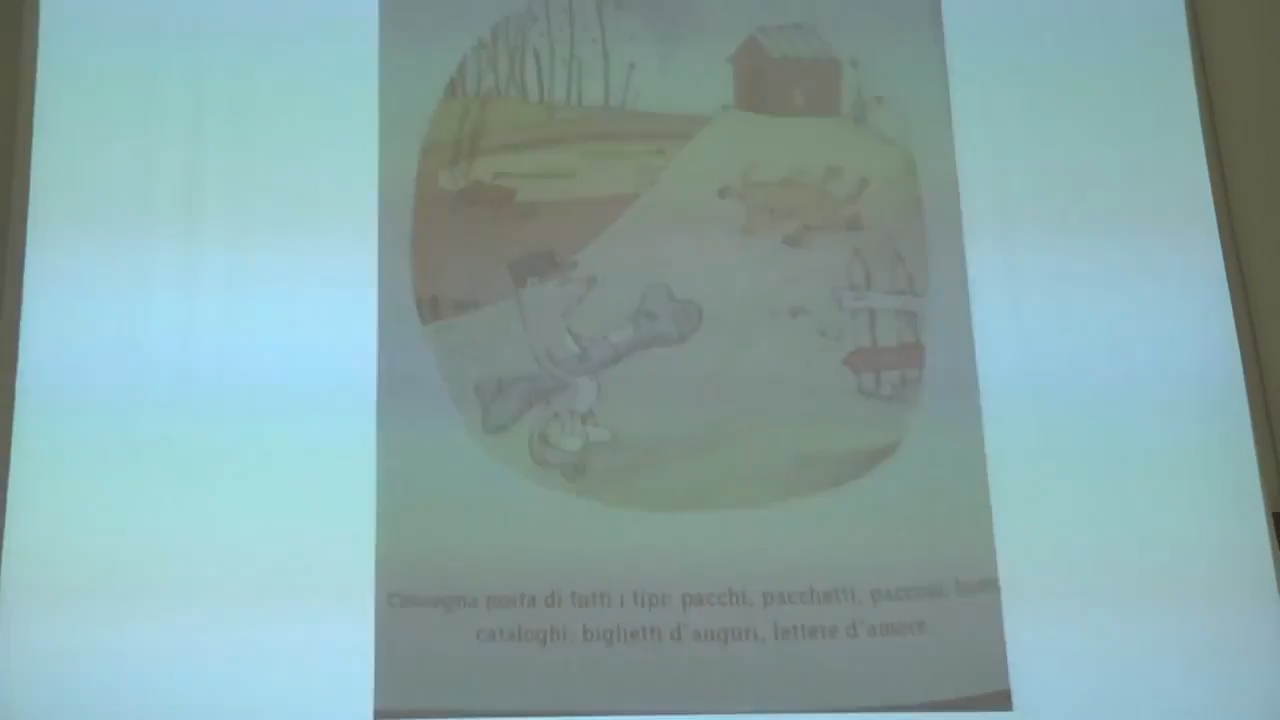 Consegna posta di tutti i tipi: pacchi, pacchetti, pacconi,
cataloghi, biglietti d'auguri, lettere d'amore.